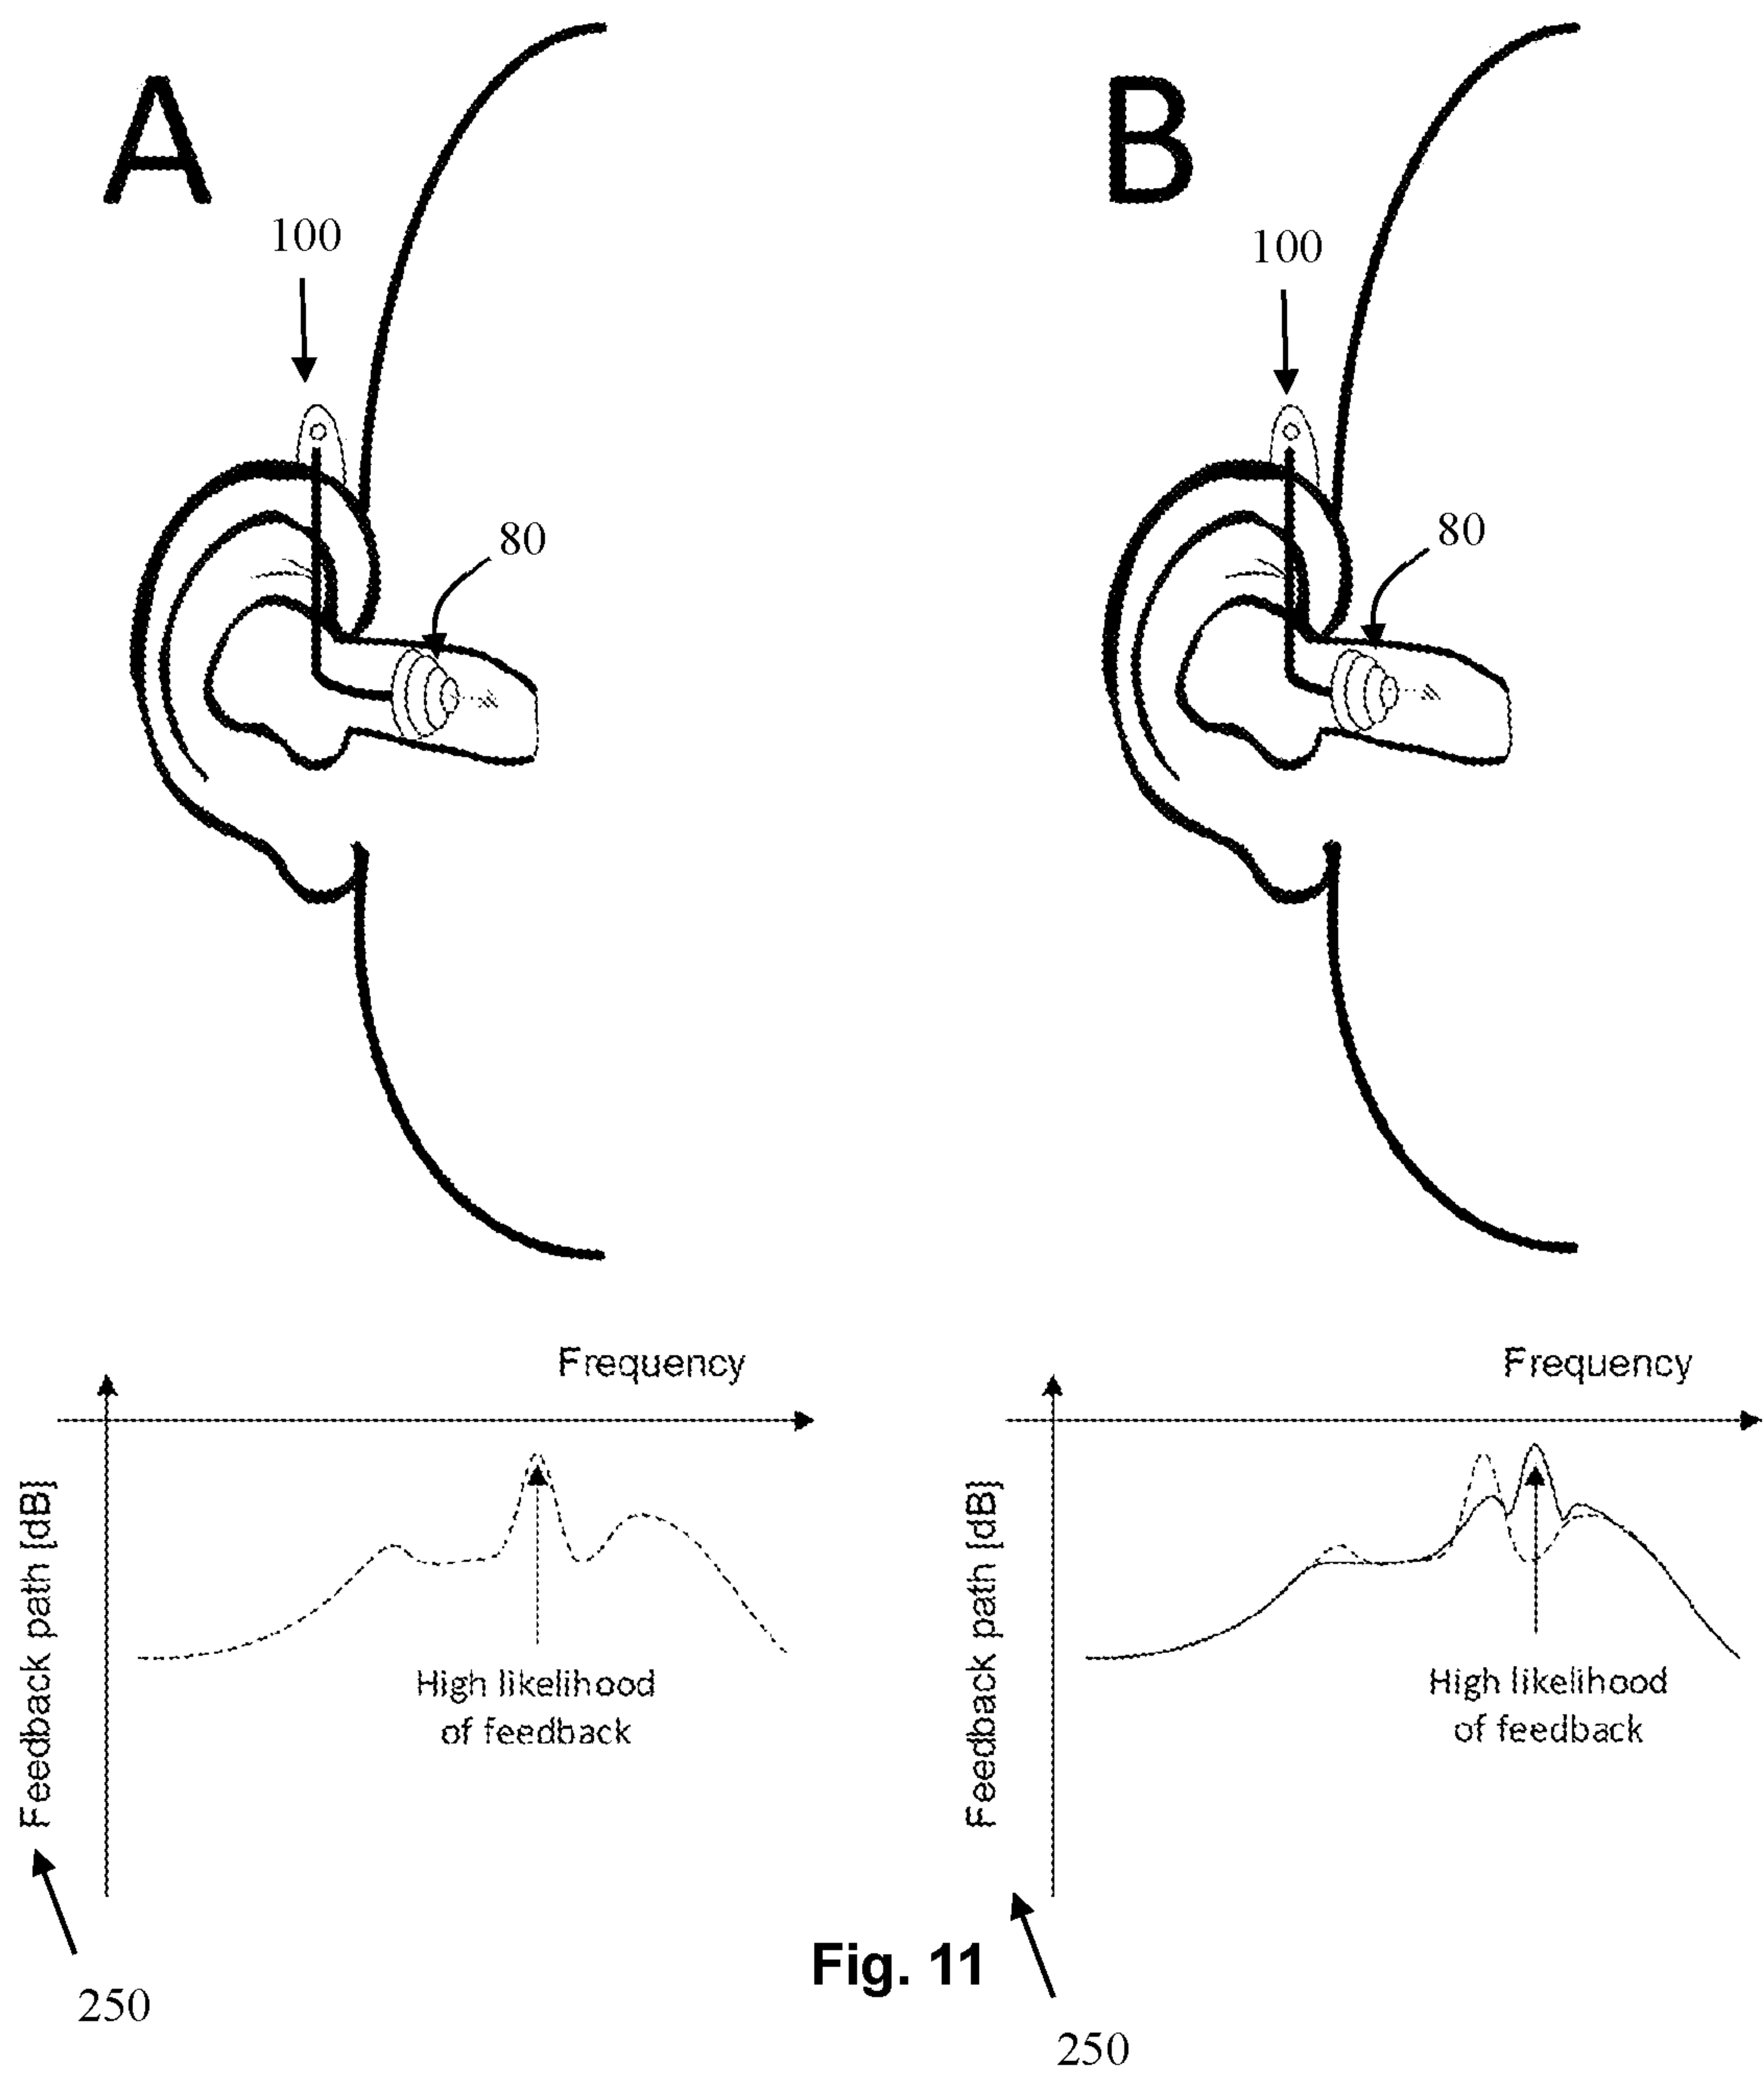 A
B
100
100
80
80
Frequency
Frequency
Feedback path [dB]
Feedback path [dB]
High likelihood
of feedback
High likelihood
of feedback
250
Fig. 11
250